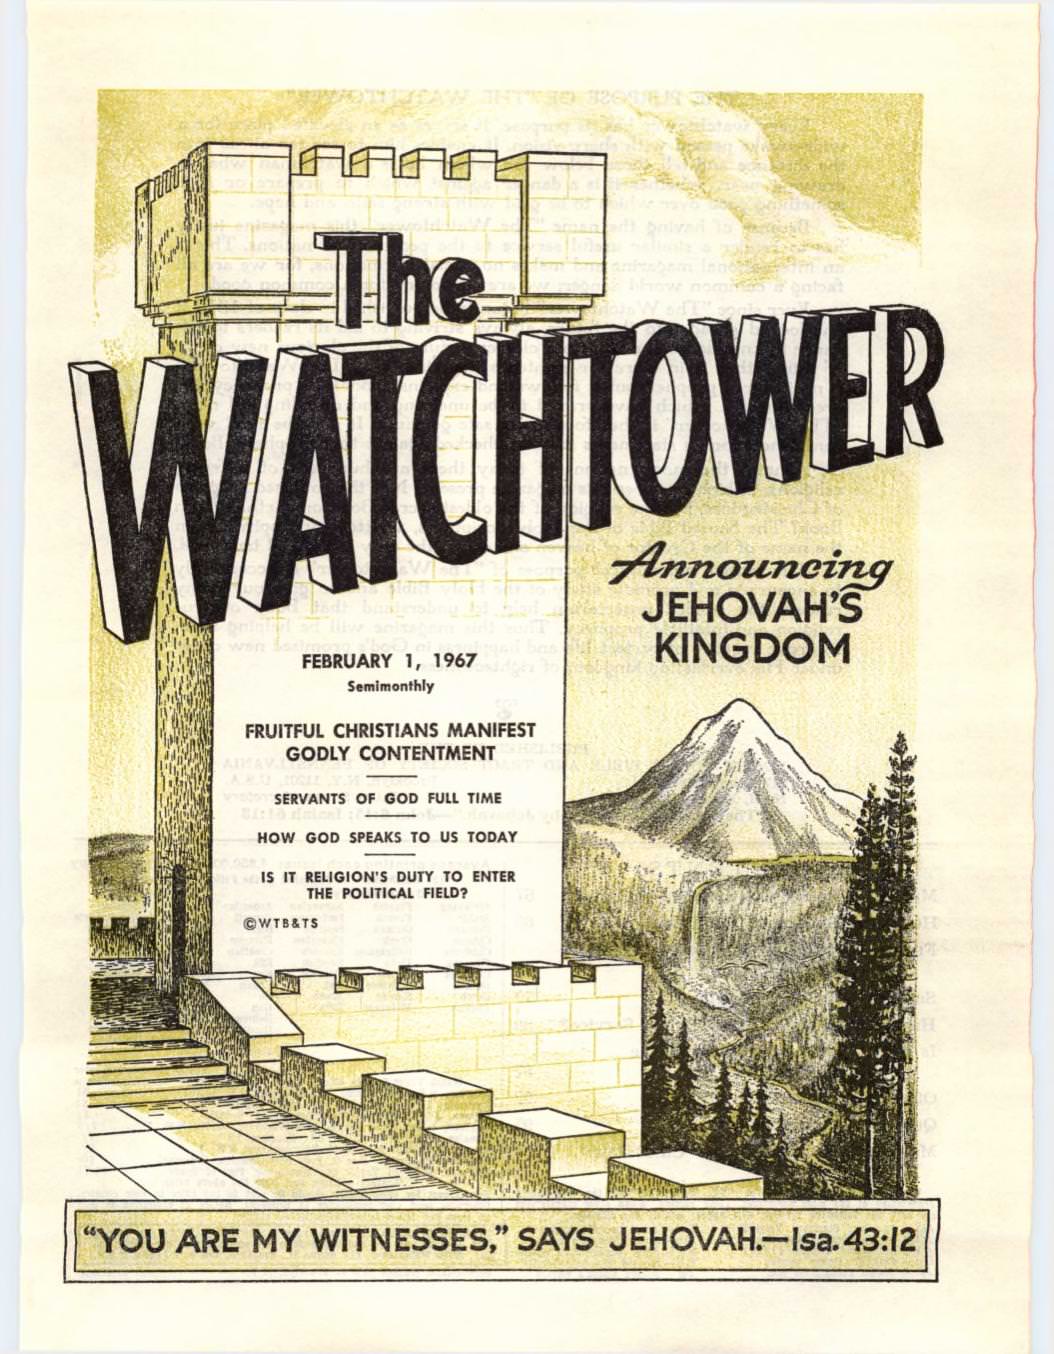 The
WATCHTOWER
Announcing
JEHOVAH'S
KINGDOM
FEBRUARY 1, 1967
Semimonthly
FRUITFUL CHRISTIANS MANIFEST
GODLY CONTENTMENT
SERVANTS OF GOD FULL TIME
HOW GOD SPEAKS TO US TODAY
IS IT RELIGION'S DUTY TO ENTER
THE POLITICAL FIELD?
©WTB&TS
"YOU ARE MY WITNESSES," SAYS JEHOVAH.—Isa. 43:12